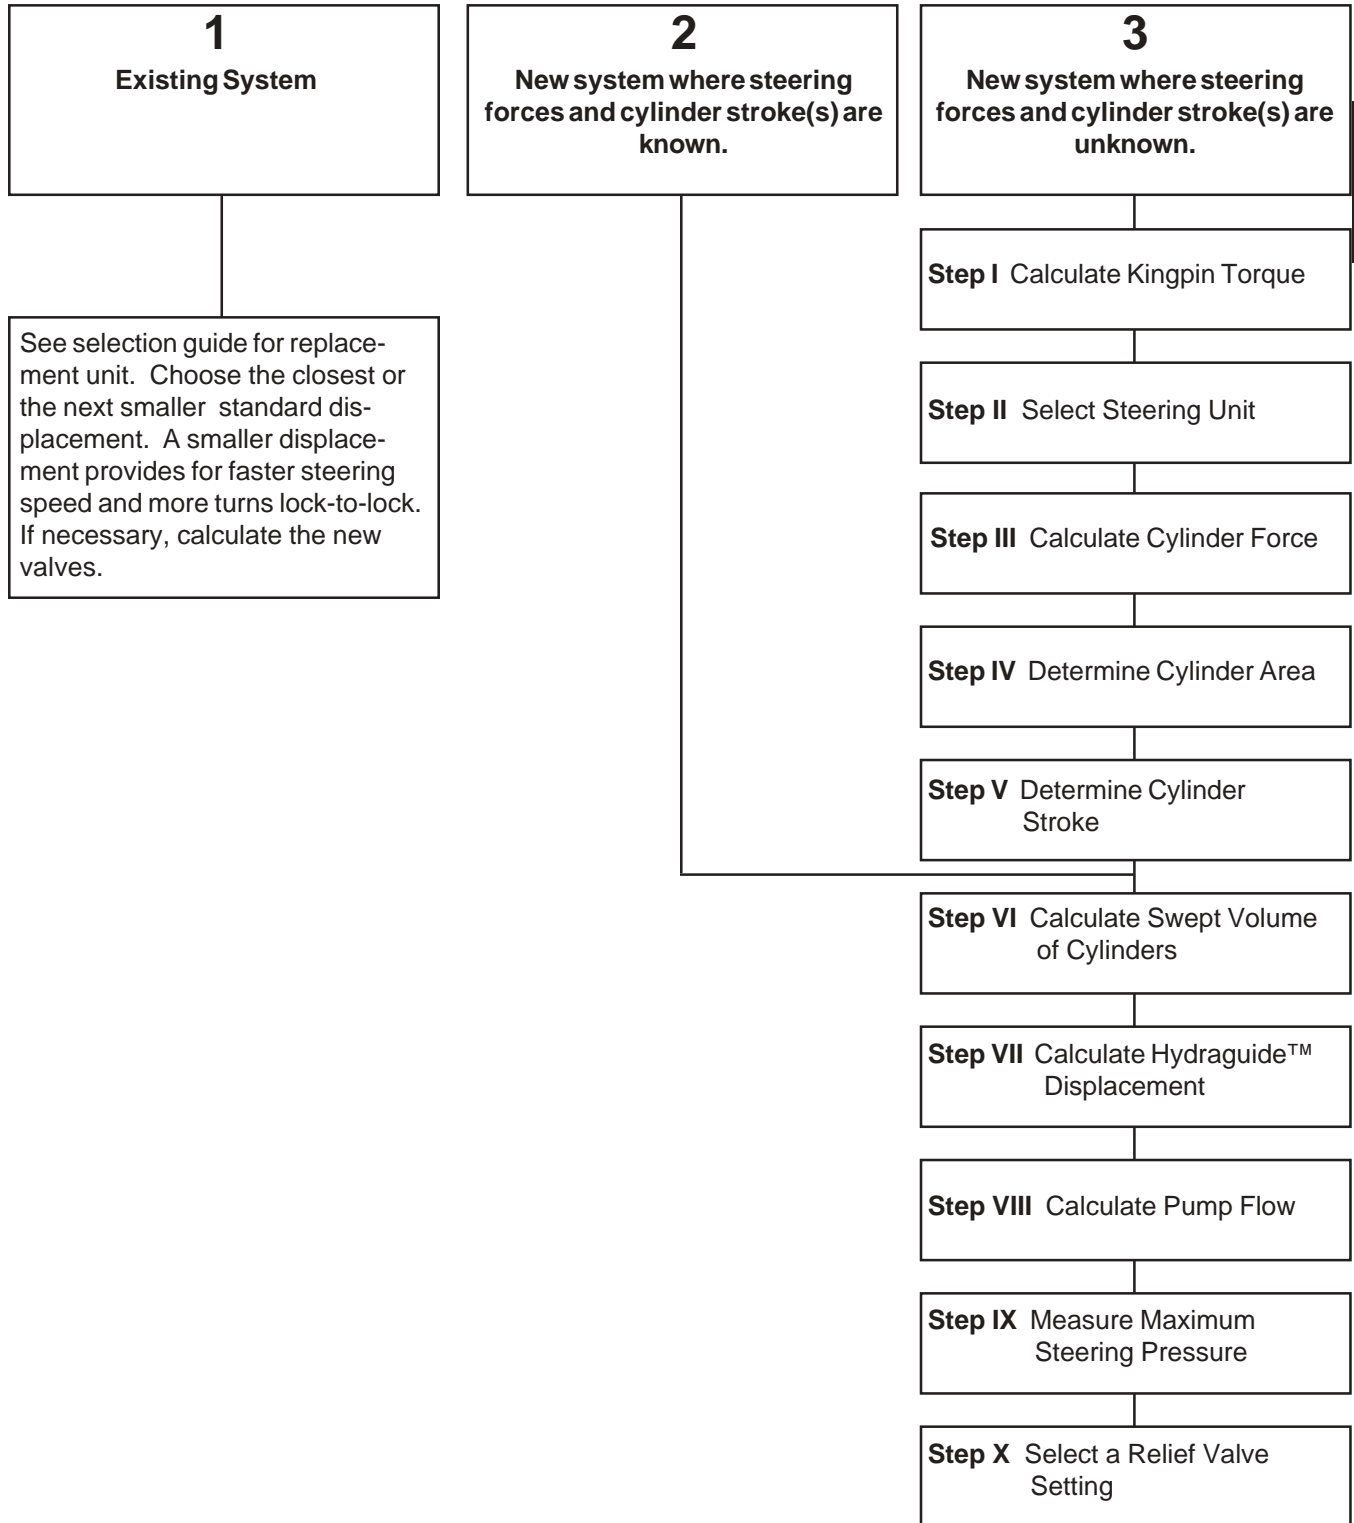 1
Existing System
See selection guide for replace-
ment unit. Choose the closest or
the next smaller standard dis-
placement. A smaller displace-
ment provides for faster steering
speed and more turns lock-to-lock.
If necessary, calculate the new
valves.
2
New system where steering
forces and cylinder stroke(s) are
known.
3
New system where steering
forces and cylinder stroke(s) are
unknown.
Step I Calculate Kingpin Torque
Step II Select Steering Unit
Step III Calculate Cylinder Force
Step IV Determine Cylinder Area
Step V Determine Cylinder
Stroke
Step VI Calculate Swept Volume
of Cylinders
Step VII Calculate Hydraguide™
Displacement
Step VIII Calculate Pump Flow
Step IX Measure Maximum
Steering Pressure
Step X Select a Relief Valve
Setting